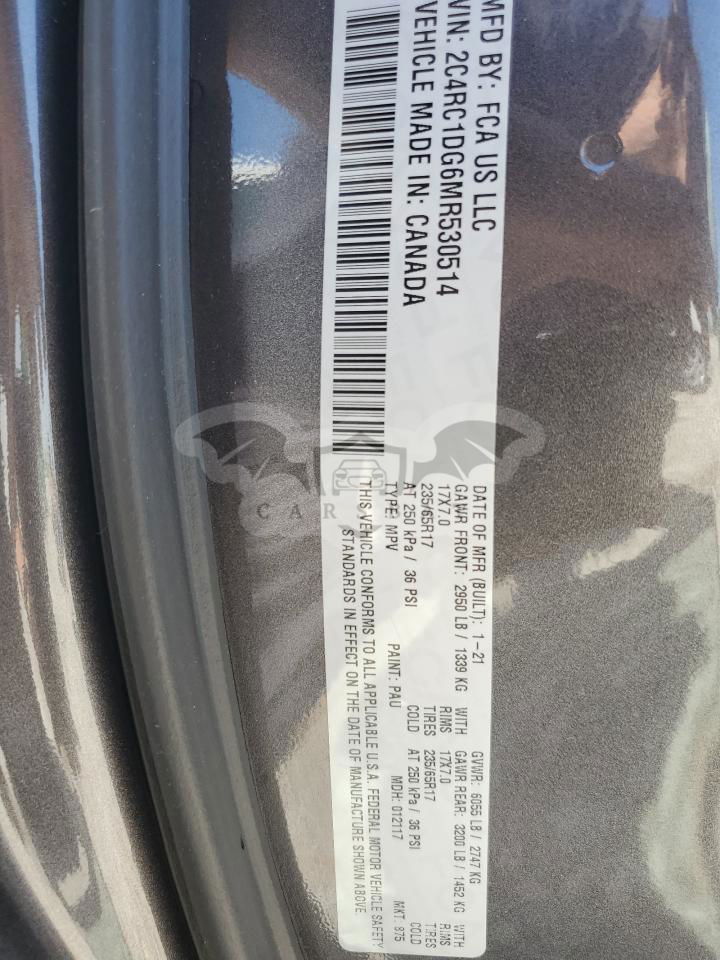 MFD BY: FCA US LLC
VIN: 2C4RC1DG6MR530514
VEHICLE MADE IN: CANADA
DATE OF MFR (BUILT): 1-21 GVWR: 6055 LB / 2747 KG
GAWR FRONT: 2950 LB / 1339 KG WITH GAWR REAR: 3200 LB / 1452 KG WITH
17X7.0 RIMS 17X7.0 RIMS
235/65R17 TIRES 235/65R17 TIRES
AT 250 kPa / 36 PSI COLD AT 250 kPa / 36 PSI COLD
TYPE: MPV PAINT: PAU MDH: 012117 MKT: 975
THIS VEHICLE CONFORMS TO ALL APPLICABLE U.S.A. FEDERAL MOTOR VEHICLE SAFETY
STANDARDS IN EFFECT ON THE DATE OF MANUFACTURE SHOWN ABOVE.